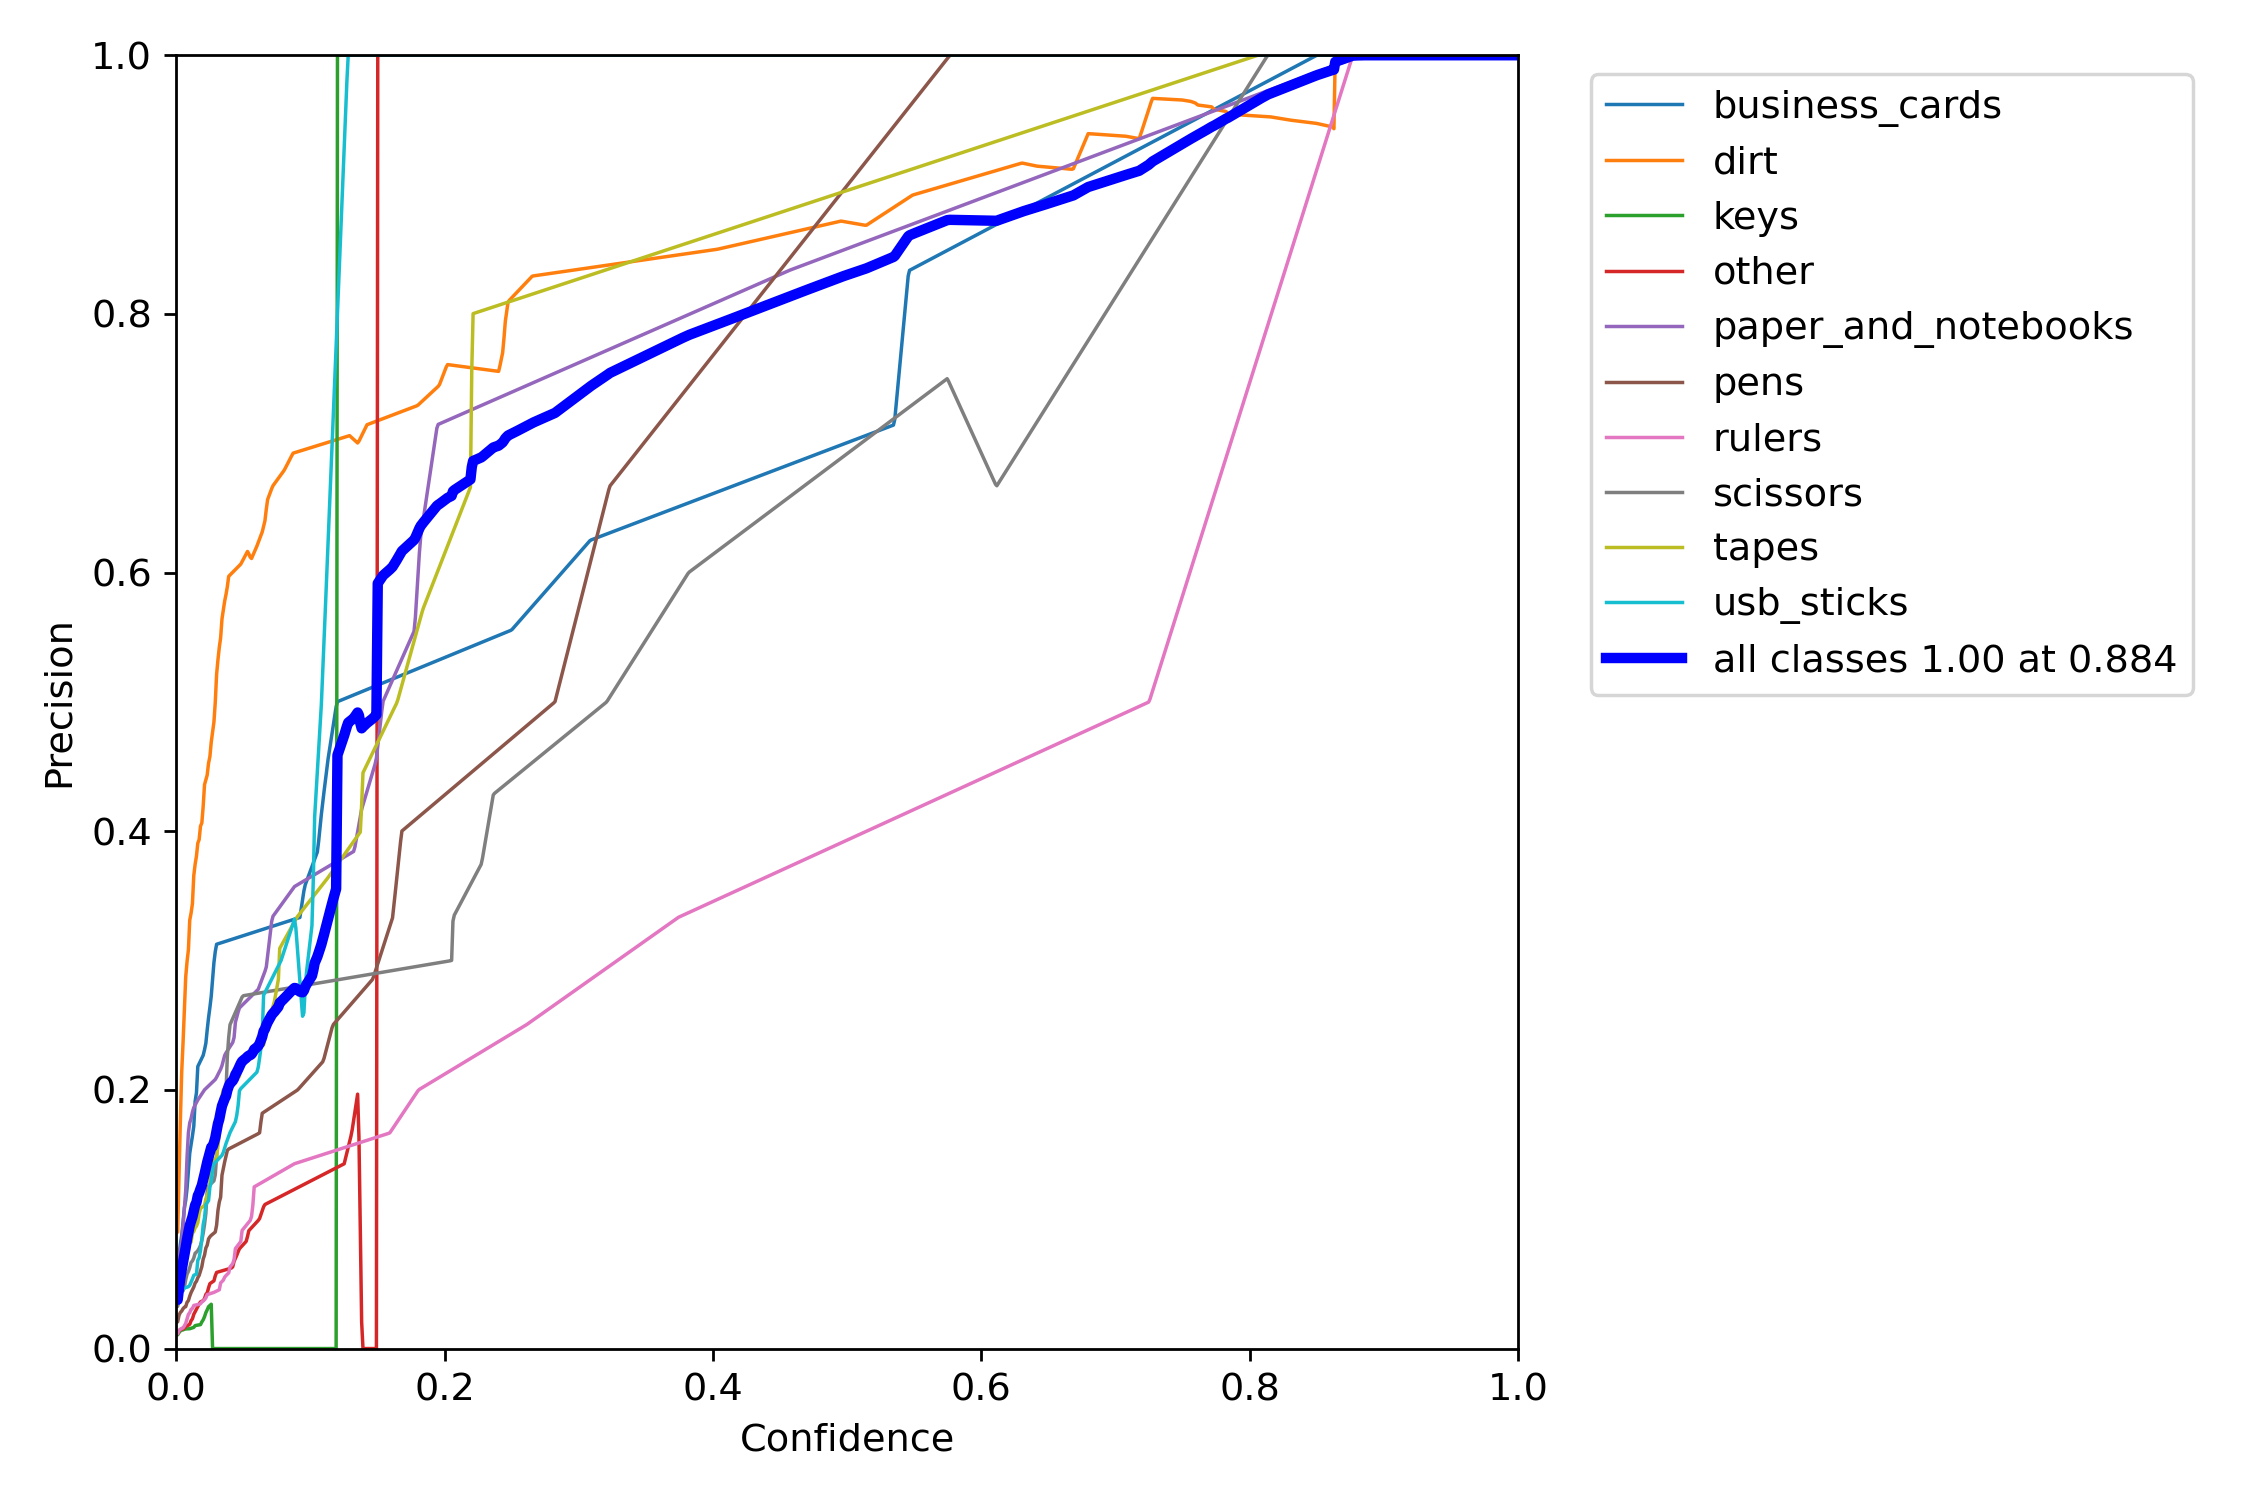 1.0
0.8
0.6
0.4
0.2
0.0
0.0 0.2 0.4 0.6 0.8 1.0
Precision
Confidence
business_cards
dirt
keys
other
paper_and_notebooks
pens
rulers
scissors
tapes
usb_sticks
all classes 1.00 at 0.884